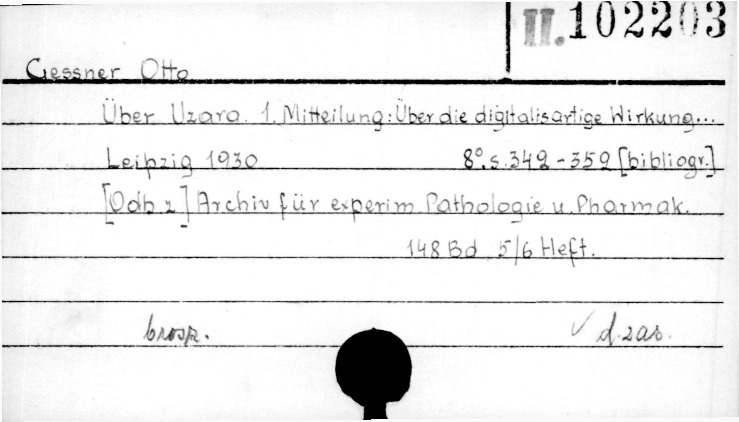 II. 102203
Gessner Otto
Über Uzara. 1. Mitteilung: Über die digitalisartige Wirkung...
Leipzig 1930 8°. s. 342-352 [bibliogr.]
[Odb. z] Archiv für experim. Pathologie u. Pharmak.
148 Bd 5/6 Heft.
brosz. ✓ d. zas.